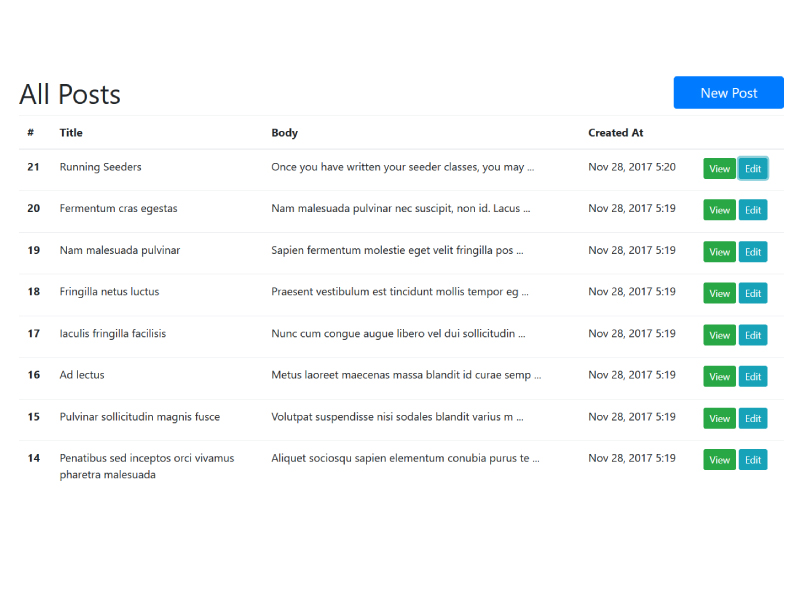 All Posts New Post
# Title Body Created At
21 Running Seeders Once you have written your seeder classes, you may ... Nov 28, 2017 5:20 View Edit
20 Fermentum cras egestas Nam malesuada pulvinar nec suscipit, non id. Lacus ... Nov 28, 2017 5:19 View Edit
19 Nam malesuada pulvinar Sapien fermentum molestie eget velit fringilla pos ... Nov 28, 2017 5:19 View Edit
18 Fringilla netus luctus Praesent vestibulum est tincidunt mollis tempor eg ... Nov 28, 2017 5:19 View Edit
17 Iaculis fringilla facilisis Nunc cum congue augue libero vel dui sollicitudin ... Nov 28, 2017 5:19 View Edit
16 Ad lectus Metus laoreet maecenas massa blandit id curae semp ... Nov 28, 2017 5:19 View Edit
15 Pulvinar sollicitudin magnis fusce Volutpat suspendisse nisi sodales blandit varius m ... Nov 28, 2017 5:19 View Edit
14 Penatibus sed inceptos orci vivamus Aliquet sociosqu sapien elementum conubia purus te ... Nov 28, 2017 5:19 View Edit
pharetra malesuada